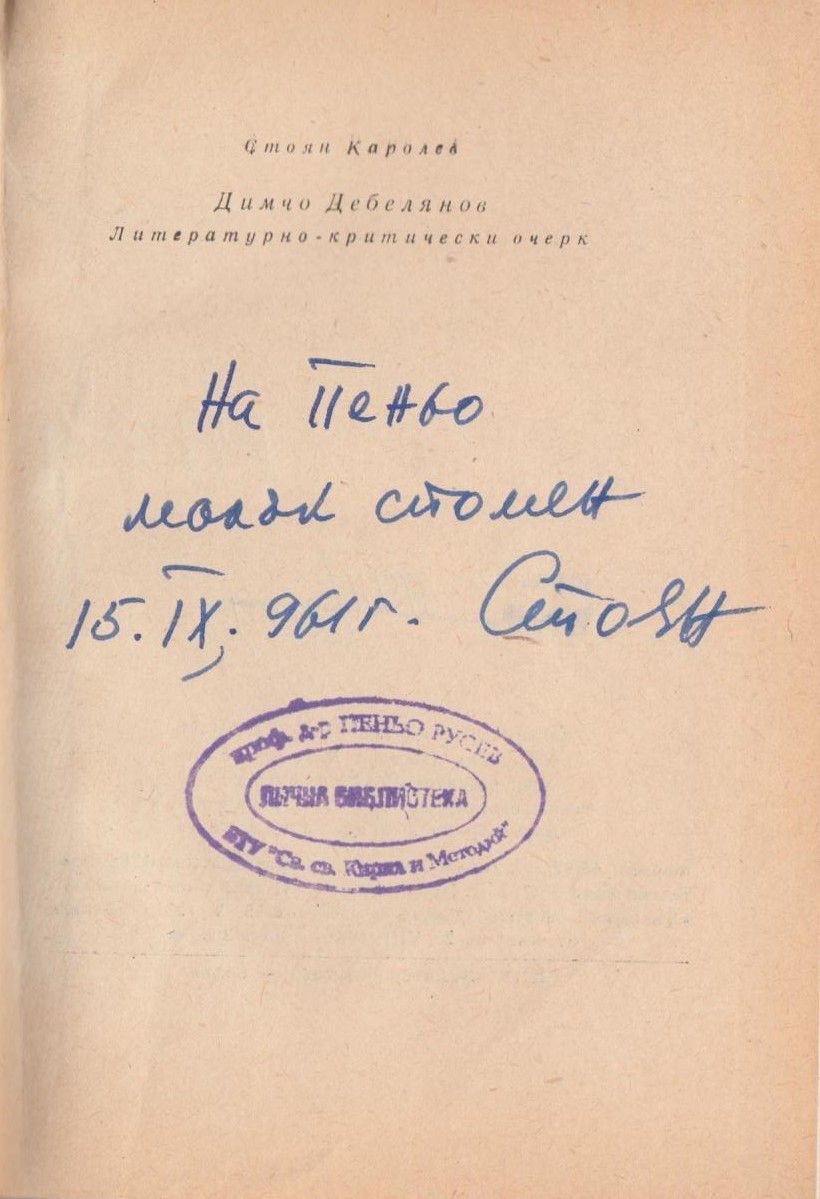 Стоян Каролев
Димчо Дебелянов
Литературно-критически очерк
На Пеньо
малък спомен
15. IX. 961 г. Стоян
проф. д-р ПЕНЬО РУСЕВ
ЛИЧНА БИБЛИОТЕКА
ВТУ "Св. св. Кирил и Методий"